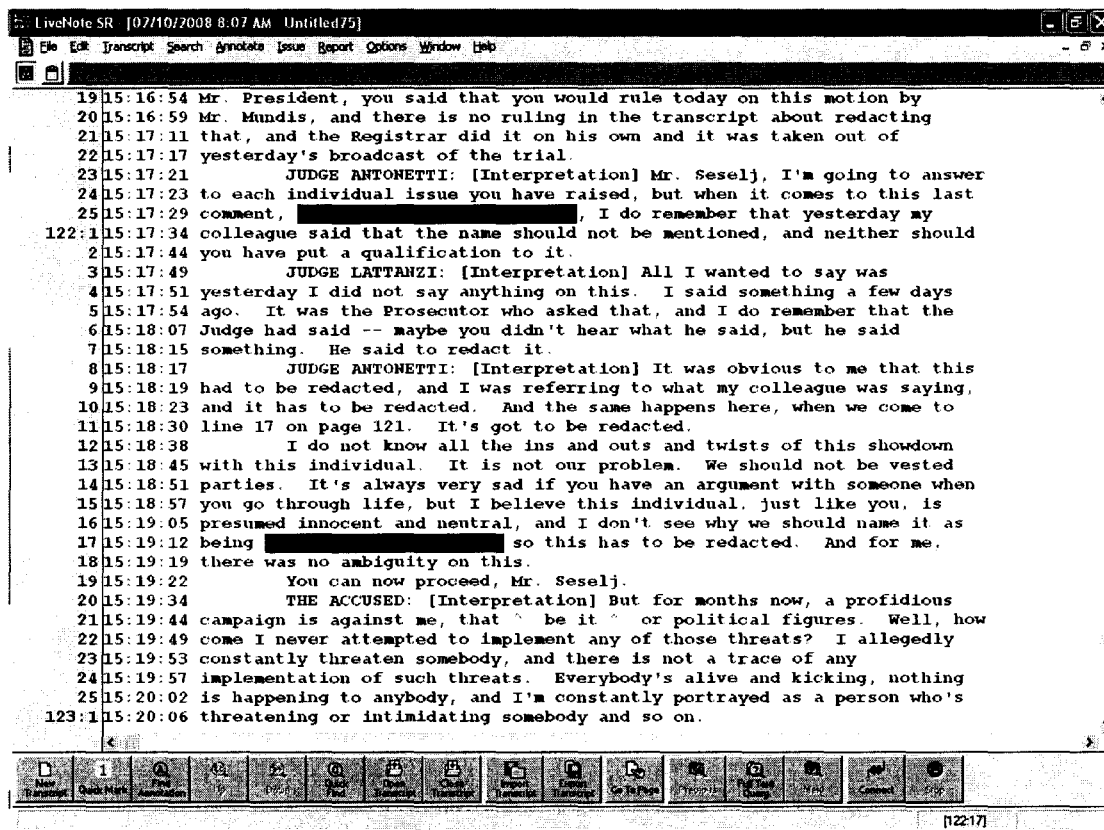 LiveNote SR - [07/10/2008 8:07 AM Untitled75]
File Edit Transcript Search Annotate Issue Report Options Window Help
19 15:16:54 Mr. President, you said that you would rule today on this motion by
20 15:16:59 Mr. Mundis, and there is no ruling in the transcript about redacting
21 15:17:11 that, and the Registrar did it on his own and it was taken out of
22 15:17:17 yesterday's broadcast of the trial.
23 15:17:21 JUDGE ANTONETTI: [Interpretation] Mr. Seselj, I'm going to answer
24 15:17:23 to each individual issue you have raised, but when it comes to this last
25 15:17:29 comment, , I do remember that yesterday my
122:1 15:17:34 colleague said that the name should not be mentioned, and neither should
2 15:17:44 you have put a qualification to it.
3 15:17:49 JUDGE LATTANZI: [Interpretation] All I wanted to say was
4 15:17:51 yesterday I did not say anything on this. I said something a few days
5 15:17:54 ago. It was the Prosecutor who asked that, and I do remember that the
6 15:18:07 Judge had said -- maybe you didn't hear what he said, but he said
7 15:18:15 something. He said to redact it.
8 15:18:17 JUDGE ANTONETTI: [Interpretation] It was obvious to me that this
9 15:18:19 had to be redacted, and I was referring to what my colleague was saying,
10 15:18:23 and it has to be redacted. And the same happens here, when we come to
11 15:18:30 line 17 on page 121. It's got to be redacted.
12 15:18:38 I do not know all the ins and outs and twists of this showdown
13 15:18:45 with this individual. It is not our problem. We should not be vested
14 15:18:51 parties. It's always very sad if you have an argument with someone when
15 15:18:57 you go through life, but I believe this individual, just like you, is
16 15:19:05 presumed innocent and neutral, and I don't see why we should name it as
17 15:19:12 being so this has to be redacted. And for me,
18 15:19:19 there was no ambiguity on this.
19 15:19:22 You can now proceed, Mr. Seselj.
20 15:19:34 THE ACCUSED: [Interpretation] But for months now, a profidious
21 15:19:44 campaign is against me, that ^ be it ^ or political figures. Well, how
22 15:19:49 come I never attempted to implement any of those threats? I allegedly
23 15:19:53 constantly threaten somebody, and there is not a trace of any
24 15:19:57 implementation of such threats. Everybody's alive and kicking, nothing
25 15:20:02 is happening to anybody, and I'm constantly portrayed as a person who's
123:1 15:20:06 threatening or intimidating somebody and so on.
New Transcript 1 Quick Mark Transcript Transcript Transcript Go To Page Connect
[122:17]